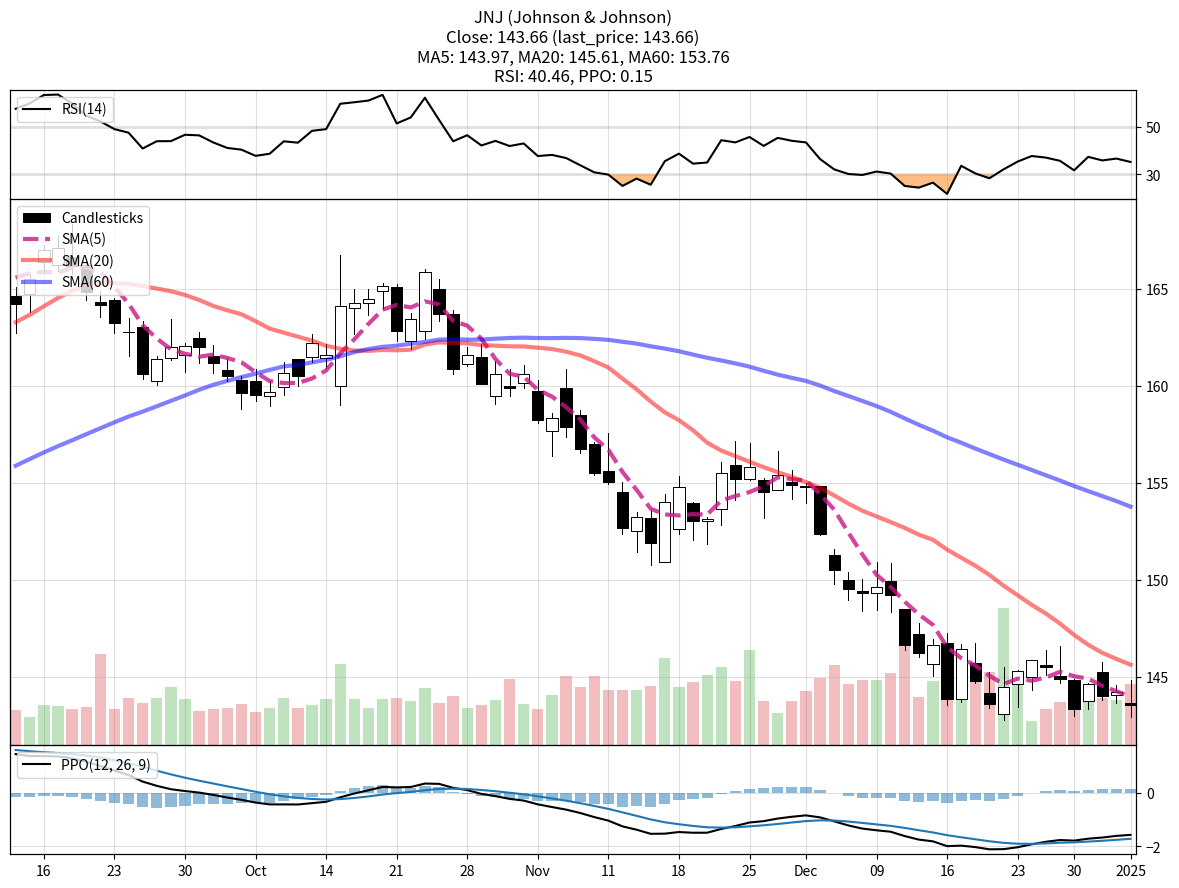 JNJ (Johnson & Johnson)
Close: 143.66 (last_price: 143.66)
MA5: 143.97, MA20: 145.61, MA60: 153.76
RSI: 40.46, PPO: 0.15
RSI(14)
50
30
Candlesticks
SMA(5)
SMA(20)
SMA(60)
165
160
155
150
145
PPO(12, 26, 9)
0
−2
16 23 30 Oct 14 21 28 Nov 11 18 25 Dec 09 16 23 30 2025